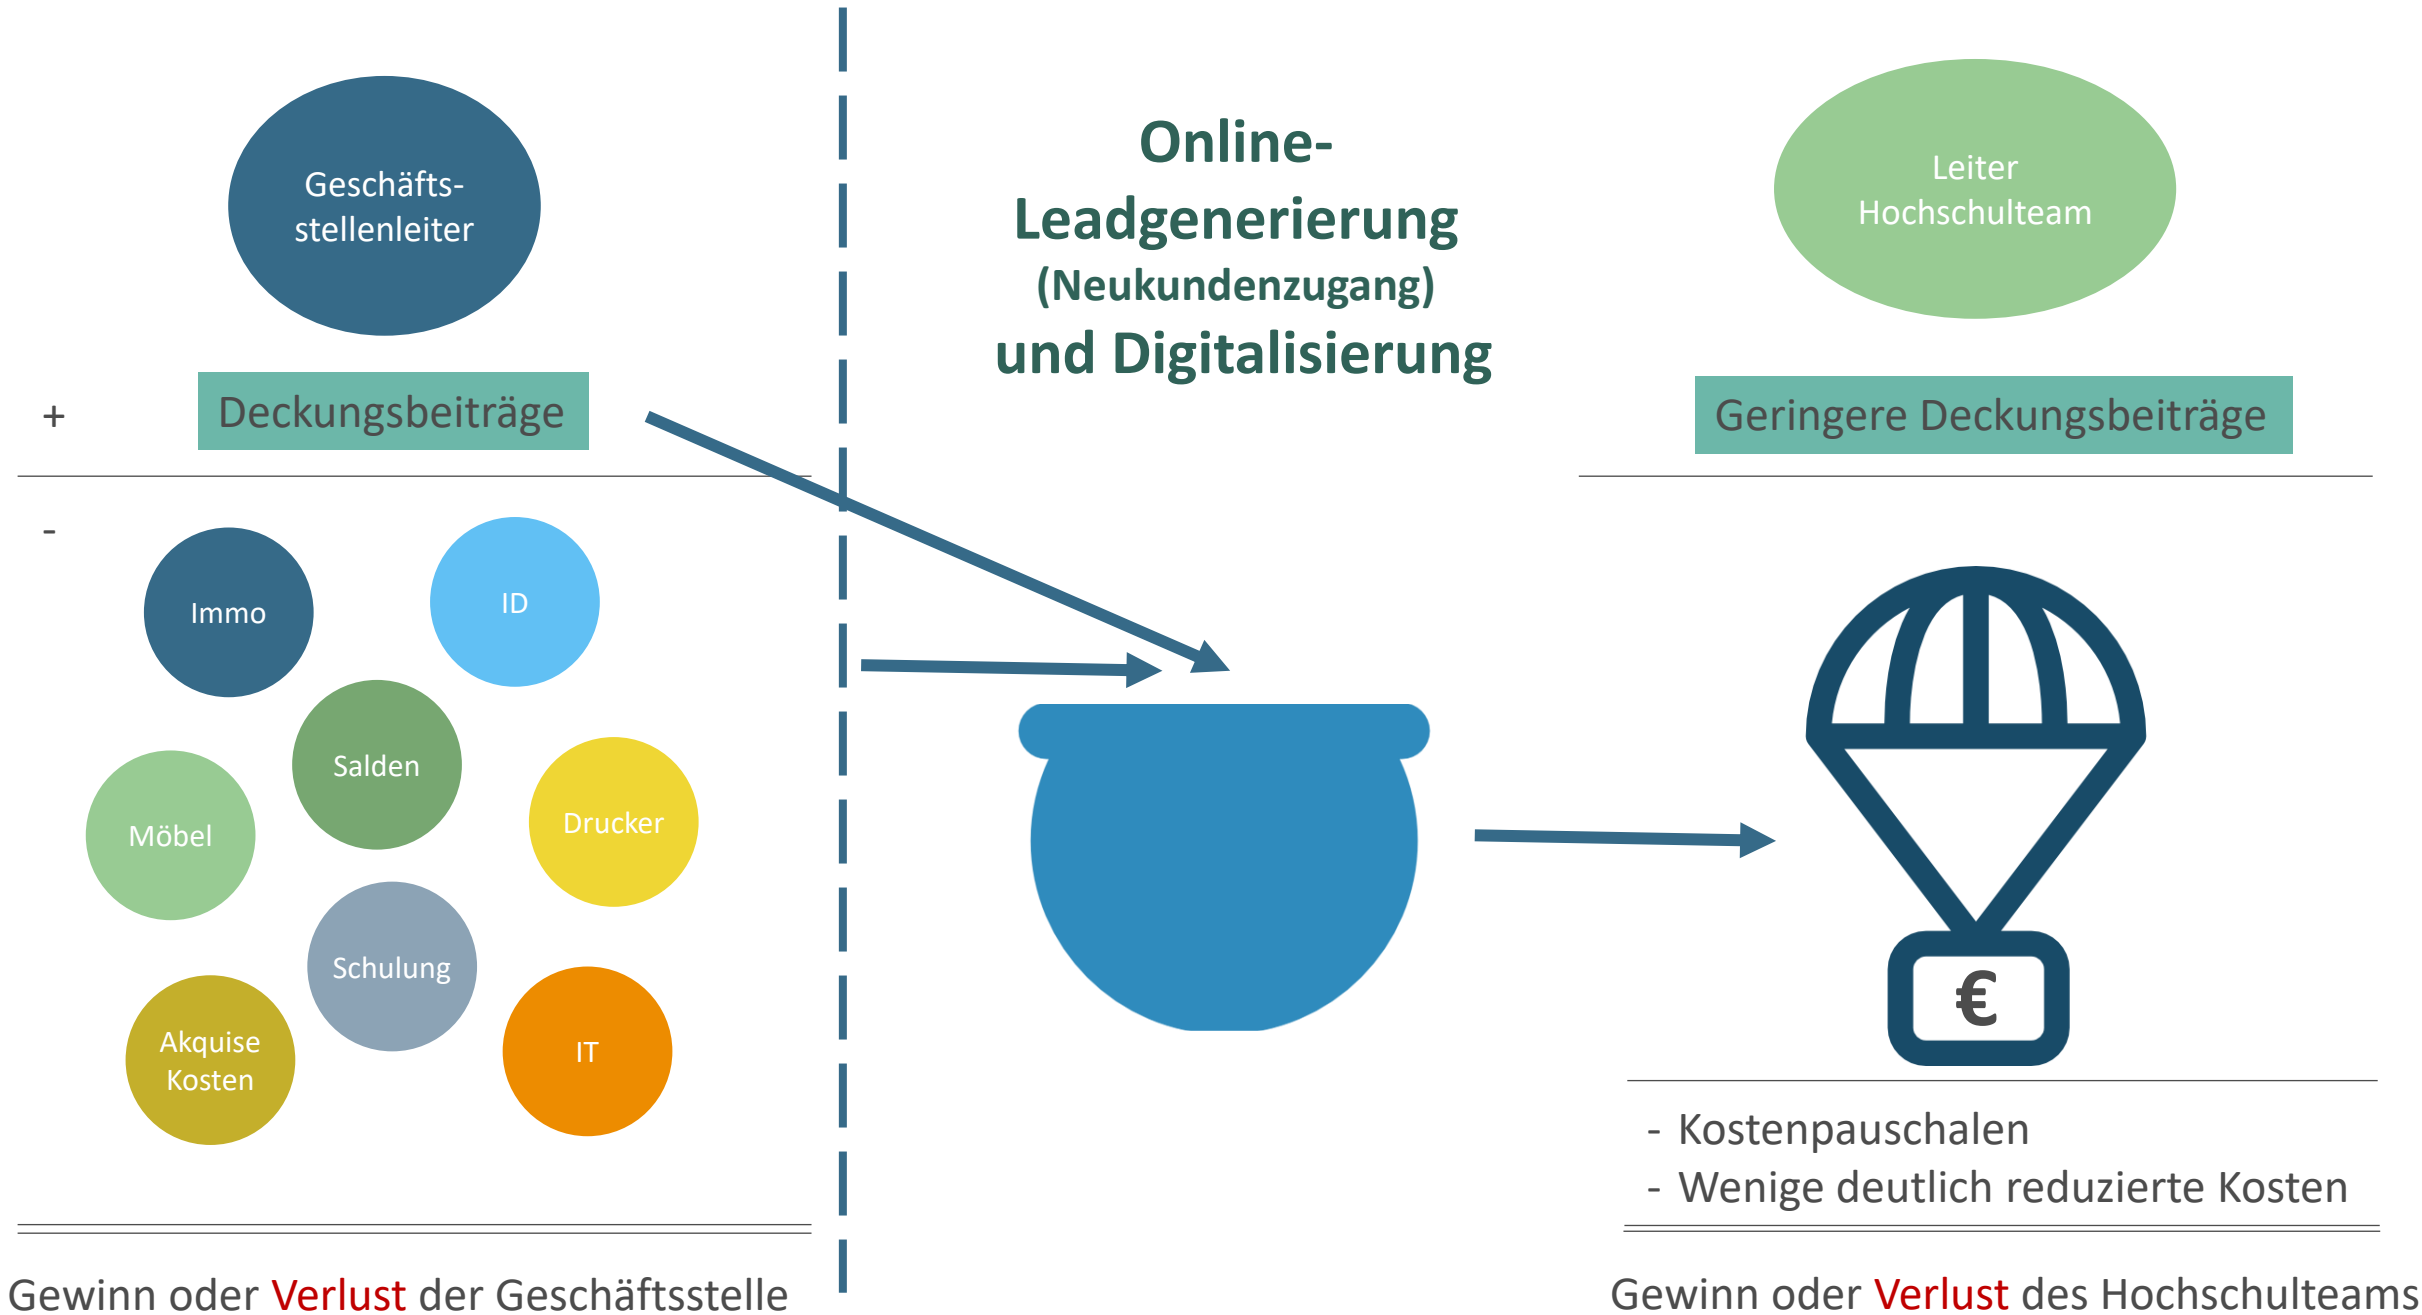 Geschäfts-
stellenleiter
+
Deckungsbeiträge
-
Immo
ID
Salden
Möbel
Drucker
Schulung
Akquise
Kosten
IT
Gewinn oder Verlust der Geschäftsstelle
Online-
Leadgenerierung
(Neukundenzugang)
und Digitalisierung
Leiter
Hochschulteam
Geringere Deckungsbeiträge
€
- Kostenpauschalen
- Wenige deutlich reduzierte Kosten
Gewinn oder Verlust des Hochschulteams